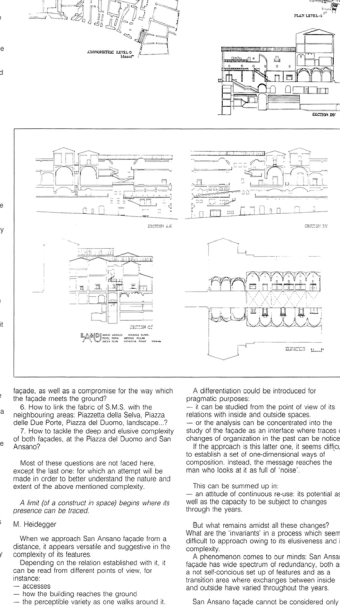 AXONOMETRIC LEVEL-3
PLAN LEVEL-1
SECTION BB'
SECTION AA'
SECTION CC'
façade, as well as a compromise for the way which
the façade meets the ground?
6. How to link the fabric of S.M.S. with the
neighbouring areas: Piazzetta della Selva, Piazza
delle Due Porte, Piazza del Duomo, landscape...?
7. How to tackle the deep and elusive complexity
of both façades, at the Piazza del Duomo and San
Ansano?
Most of these questions are not faced here,
except the last one: for which an attempt will be
made in order to better understand the nature and
extent of the above mentioned complexity.
A limit (of a construct in space) begins where its
presence can be traced.
M. Heidegger
When we approach San Ansano façade from a
distance, it appears versatile and suggestive in the
complexity of its features.
Depending on the relation established with it, it
can be read from different points of view, for
instance:
— accesses
— how the building reaches the ground
— the perceptual variety as one walks around it.
A differentiation could be introduced for
pragmatic purposes:
— it can be studied from the point of view of its
relations with inside and outside spaces
— or the analysis can be concentrated into the
study of the façade as an interface where traces o
changes of organization in the past can be notice
If the approach is this latter one, it seems difficu
to establish a set of one-dimensional ways of
composition: instead, the message reaches the
man who looks at it as full of 'noise'.
This can be summed up in:
— an attitude of continuous re-use: its potential as
well as the capacity to be subject to changes
through the years.
But what remains amidst all these changes?
What are the 'invariants' in a process which seem
difficult to approach owing to its elusiveness and i
complexity.
A phenomenon comes to our minds: San Ansa
façade has wide spectrum of redundancy, both a
a not self-concious set of features and as a
transition area where exchanges between inside
and outside have varied throughout the years.
San Ansano façade cannot be considered only